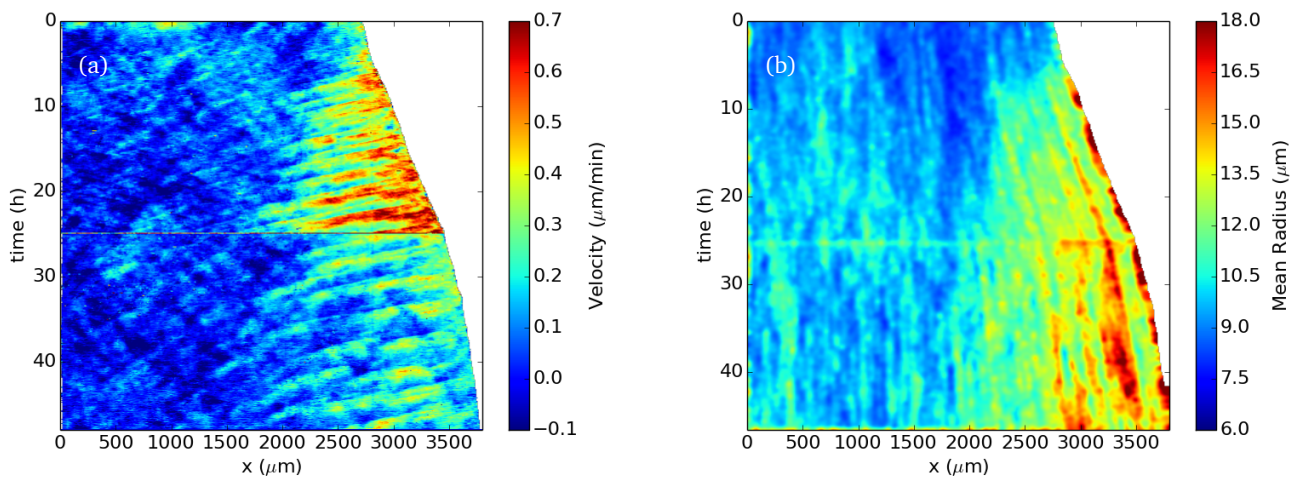 (a)
0
10
20
30
40
time (h)
0 500 1000 1500 2000 2500 3000 3500
x (μm)
0.7
0.6
0.5
0.4
0.3
0.2
0.1
0.0
−0.1
Velocity (μm/min)
(b)
0
10
20
30
40
time (h)
0 500 1000 1500 2000 2500 3000 3500
x (μm)
18.0
16.5
15.0
13.5
12.0
10.5
9.0
7.5
6.0
Mean Radius (μm)